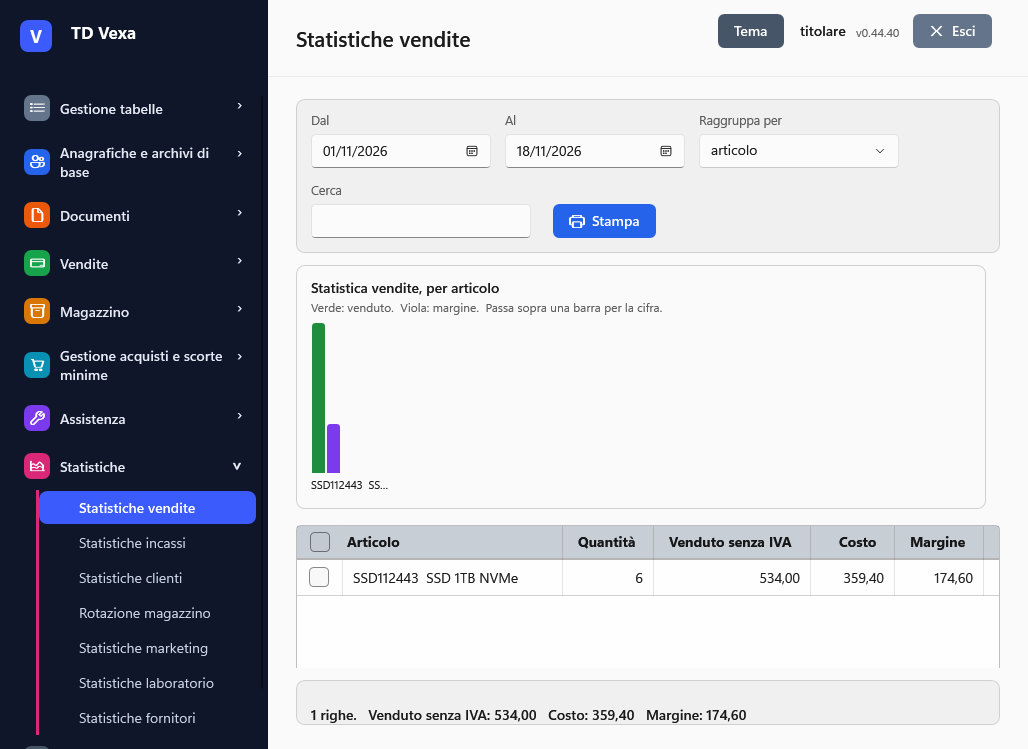 V TD Vexa
Gestione tabelle
Anagrafiche e archivi di
base
Documenti
Vendite
Magazzino
Gestione acquisti e scorte
minime
Assistenza
Statistiche
Statistiche vendite
Statistiche incassi
Statistiche clienti
Rotazione magazzino
Statistiche marketing
Statistiche laboratorio
Statistiche fornitori
Statistiche vendite
Tema titolare v0.44.40 Esci
Dal Al Raggruppa per
01/11/2026 18/11/2026 articolo
Cerca
Stampa
Statistica vendite, per articolo
Verde: venduto. Viola: margine. Passa sopra una barra per la cifra.
SSD112443 SS...
Articolo Quantità Venduto senza IVA Costo Margine
SSD112443 SSD 1TB NVMe 6 534,00 359,40 174,60
1 righe. Venduto senza IVA: 534,00 Costo: 359,40 Margine: 174,60